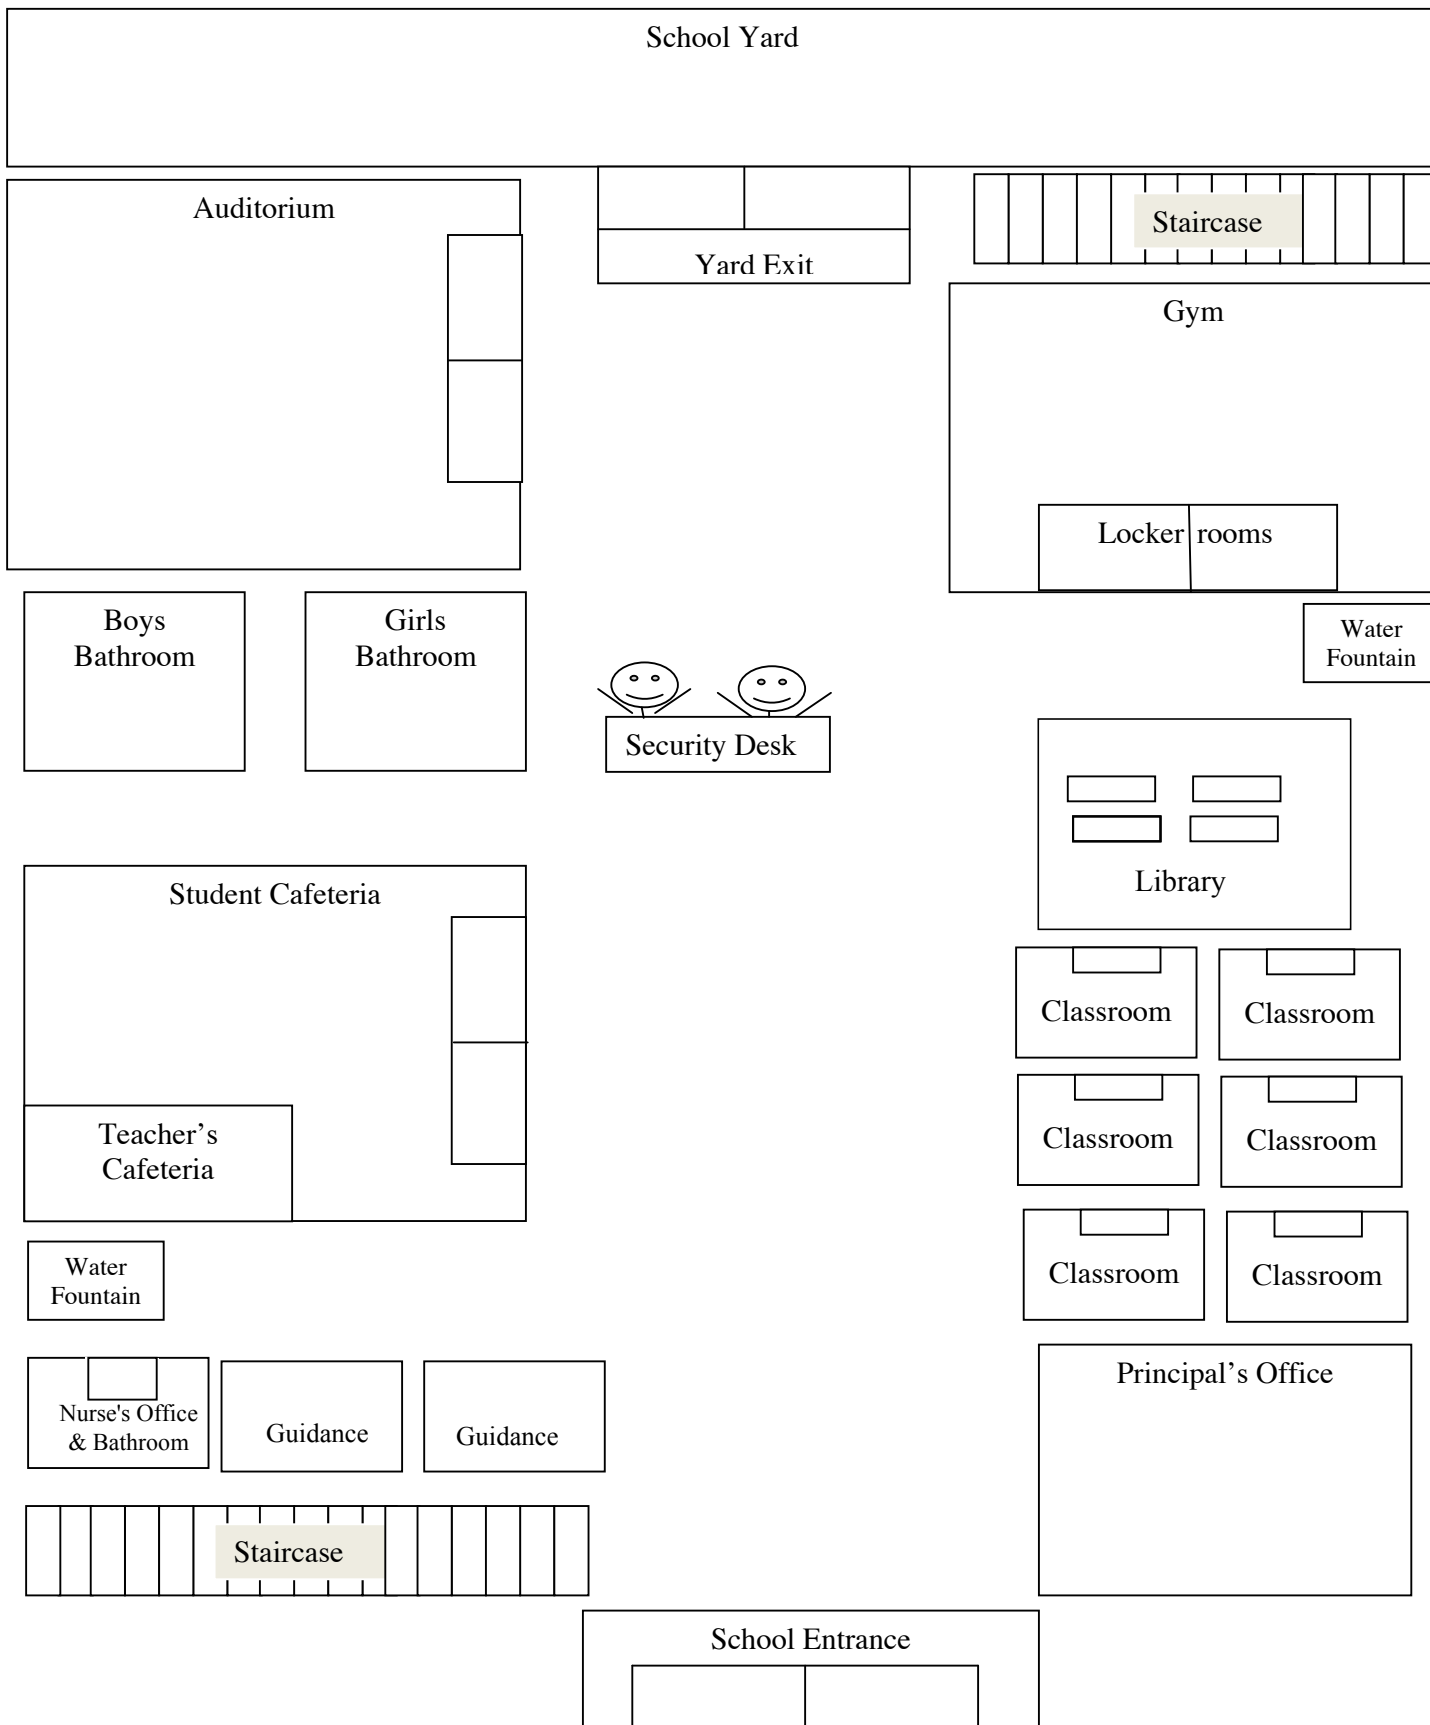 School Yard
Auditorium
Yard Exit
Staircase
Gym
Locker rooms
Boys
Bathroom
Girls
Bathroom
Water
Fountain
Security Desk
Library
Student Cafeteria
Classroom
Classroom
Teacher's
Cafeteria
Classroom
Classroom
Water
Fountain
Classroom
Classroom
Principal's Office
Nurse's Office
& Bathroom
Guidance
Guidance
Staircase
School Entrance